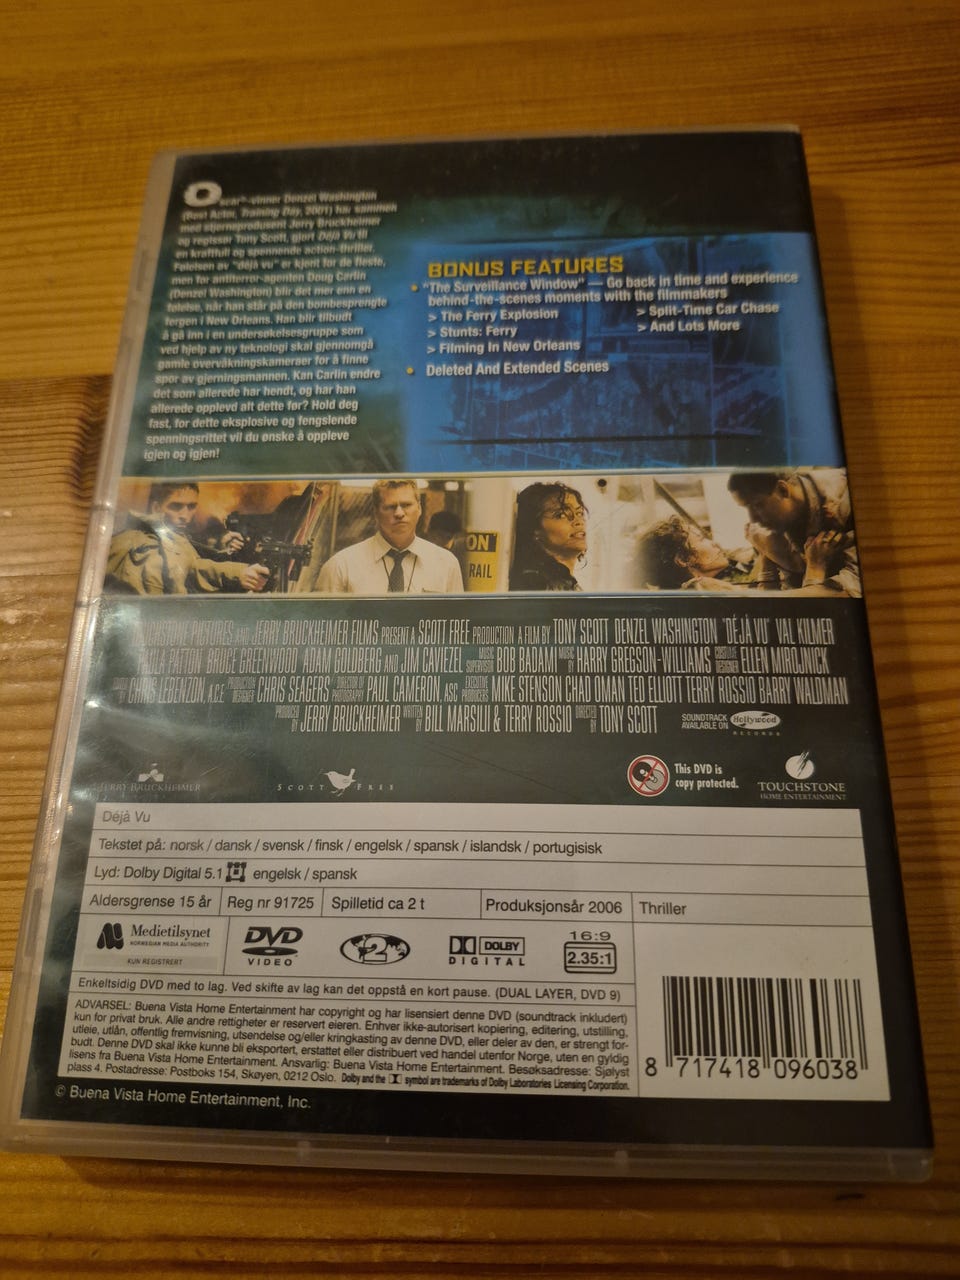 Oscar®-vinner Denzel Washington
(Best Actor, Training Day, 2001) har sammen
med stjerneprodusent Jerry Bruckheimer
og regissør Tony Scott, gjort Déjà Vu til
en kraftfull og spennende action-thriller.
Følelsen av "déjà vu" er kjent for de fleste,
men for antiterror-agenten Doug Carlin
(Denzel Washington) blir det mer enn en
følelse, når han står på den bombesprengte
fergen i New Orleans. Han blir tilbudt
å gå inn i en undersøkelsesgruppe som
ved hjelp av ny teknologi skal gjennomgå
gamle overvåkningskameraer for å finne
spor av gjerningsmannen. Kan Carlin endre
det som allerede har hendt, og har han
allerede opplevd alt dette før? Hold deg
fast, for dette eksplosive og fengslende
spenningsrittet vil du ønske å oppleve
igjen og igjen!
BONUS FEATURES
• "The Surveillance Window" — Go back in time and experience
behind-the-scenes moments with the filmmakers
> The Ferry Explosion
> Stunts: Ferry
> Filming In New Orleans
> Split-Time Car Chase
> And Lots More
• Deleted And Extended Scenes
ON
RAIL
TOUCHSTONE PICTURES AND JERRY BRUCKHEIMER FILMS PRESENT A SCOTT FREE PRODUCTION A FILM BY TONY SCOTT DENZEL WASHINGTON "DÉJÀ VU" VAL KILMER
PAULA PATTON BRUCE GREENWOOD ADAM GOLDBERG AND JIM CAVIEZEL MUSIC SUPERVISOR BOB BADAMI MUSIC BY HARRY GREGSON-WILLIAMS COSTUME DESIGNER ELLEN MIROJNICK
EDITED BY CHRIS LEBENZON, A.C.E. PRODUCTION DESIGNER CHRIS SEAGERS DIRECTOR OF PHOTOGRAPHY PAUL CAMERON, ASC EXECUTIVE PRODUCERS MIKE STENSON CHAD OMAN TED ELLIOTT TERRY ROSSIO BARRY WALDMAN
PRODUCED BY JERRY BRUCKHEIMER WRITTEN BY BILL MARSILII & TERRY ROSSIO DIRECTED BY TONY SCOTT
SOUNDTRACK AVAILABLE ON Hollywood RECORDS
JERRY BRUCKHEIMER
SCOTT FREE
This DVD is
copy protected.
TOUCHSTONE
HOME ENTERTAINMENT
Déjà Vu
Tekstet på: norsk / dansk / svensk / finsk / engelsk / spansk / islandsk / portugisisk
Lyd: Dolby Digital 5.1 engelsk / spansk
Aldersgrense 15 år Reg nr 91725 Spilletid ca 2 t Produksjonsår 2006 Thriller
Medietilsynet
NORWEGIAN MEDIA AUTHORITY
KUN REGISTRERT
DVD
VIDEO
2
DOLBY
DIGITAL
16:9
2.35:1
Enkeltsidig DVD med to lag. Ved skifte av lag kan det oppstå en kort pause. (DUAL LAYER, DVD 9)
ADVARSEL: Buena Vista Home Entertainment har copyright og har lisensiert denne DVD (soundtrack inkludert)
kun for privat bruk. Alle andre rettigheter er reservert eieren. Enhver ikke-autorisert kopiering, editering, utstilling,
utleie, utlån, offentlig fremvisning, utsendelse og/eller kringkasting av denne DVD, eller deler av den, er strengt for-
budt. Denne DVD skal ikke kunne bli eksportert, erstattet eller distribuert ved handel utenfor Norge, uten en gyldig
lisens fra Buena Vista Home Entertainment. Ansvarlig: Buena Vista Home Entertainment. Besøksadresse: Sjølyst
plass 4. Postadresse: Postboks 154, Skøyen, 0212 Oslo. Dolby and the symbol are trademarks of Dolby Laboratories Licensing Corporation.
8 717418 096038
© Buena Vista Home Entertainment, Inc.